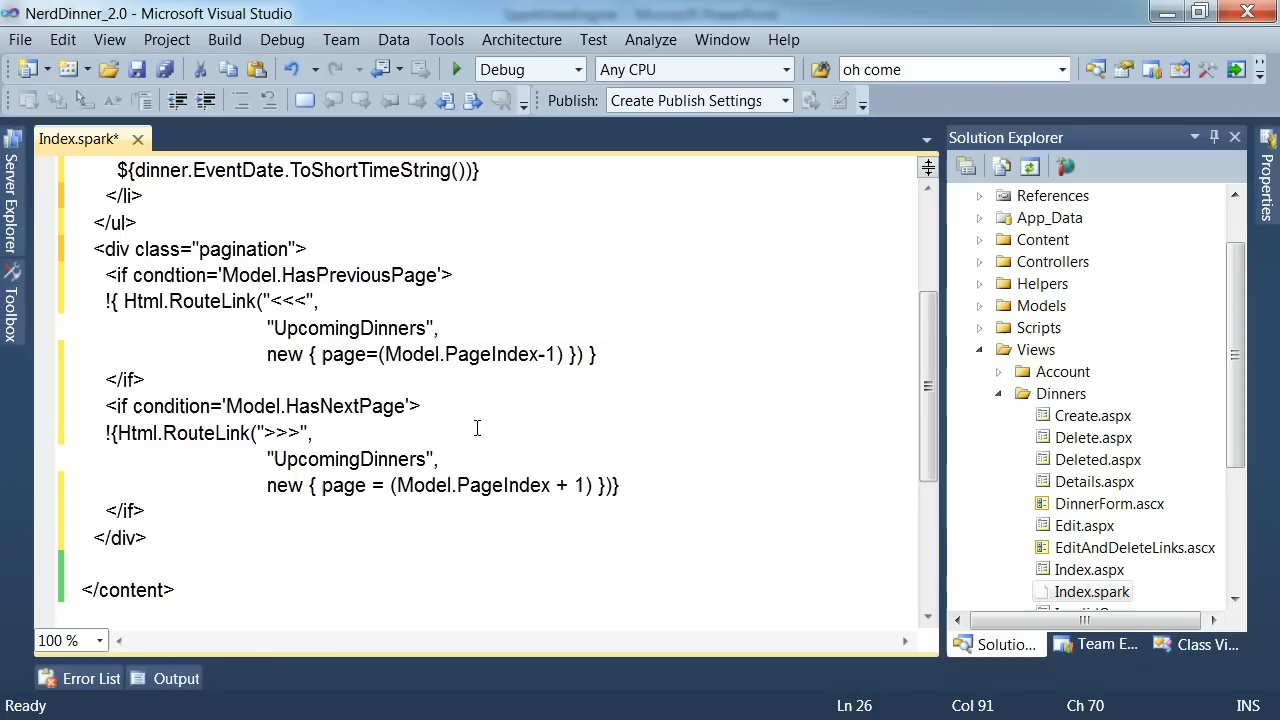 NerdDinner_2.0 - Microsoft Visual Studio
File Edit View Project Build Debug Team Data Tools Architecture Test Analyze Window Help
Debug Any CPU oh come
Publish: Create Publish Settings
Server Explorer
Toolbox
Index.spark*
${dinner.EventDate.ToShortTimeString())}
</li>
</ul>
<div class="pagination">
<if condtion='Model.HasPreviousPage'>
!{ Html.RouteLink("<<<",
"UpcomingDinners",
new { page=(Model.PageIndex-1) }) }
</if>
<if condition='Model.HasNextPage'>
!{Html.RouteLink(">>>",
"UpcomingDinners",
new { page = (Model.PageIndex + 1) })}
</if>
</div>
</content>
100 %
Solution Explorer
References
App_Data
Content
Controllers
Helpers
Models
Scripts
Views
Account
Dinners
Create.aspx
Delete.aspx
Deleted.aspx
Details.aspx
DinnerForm.ascx
Edit.aspx
EditAndDeleteLinks.ascx
Index.aspx
Index.spark
Solutio... Team E... Class Vi...
Properties
Error List Output
Ready Ln 26 Col 91 Ch 70 INS